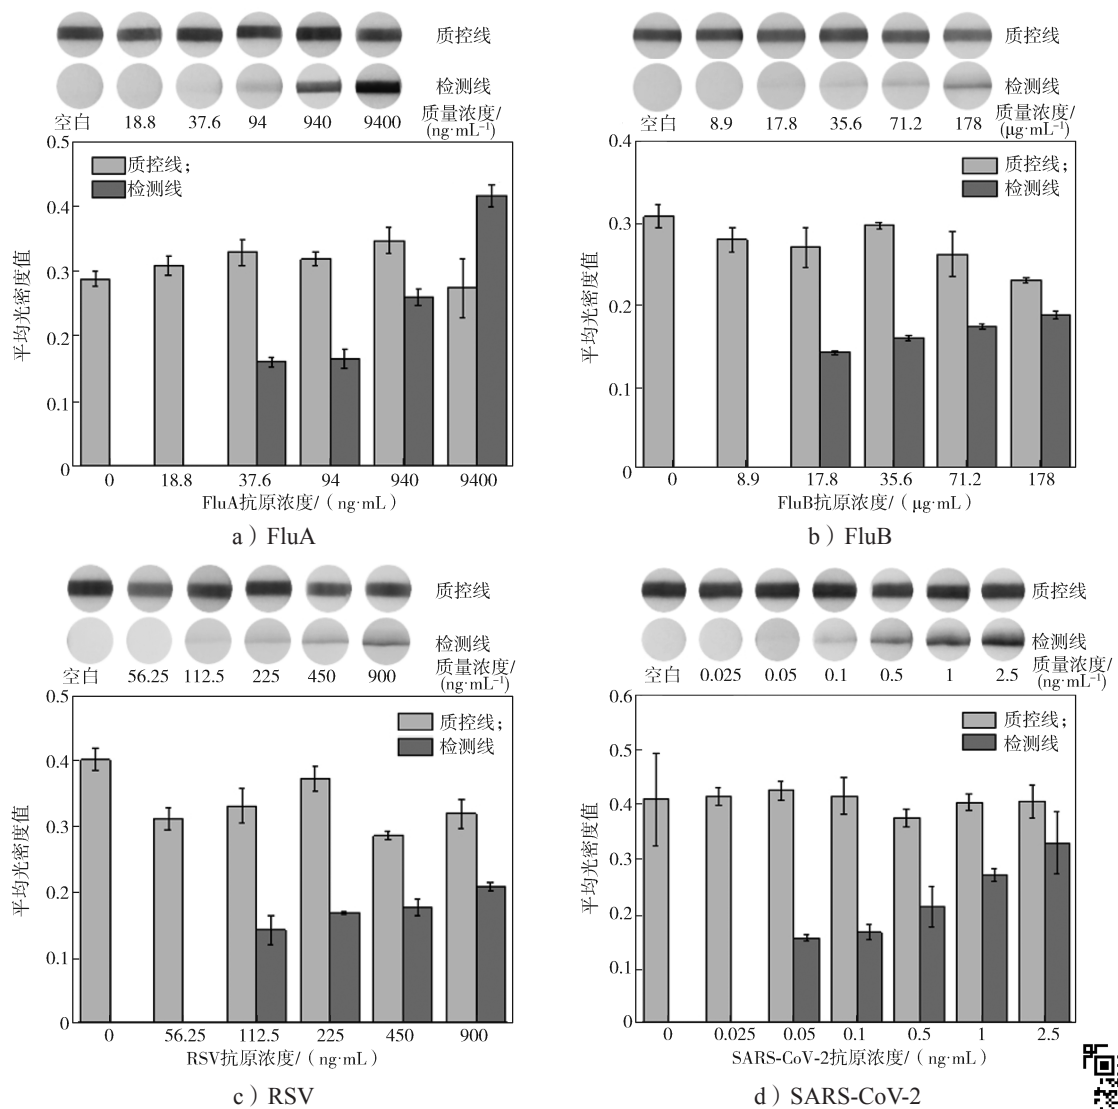 质控线
检测线
空白 18.8 37.6 94 940 9400 质量浓度/(ng·mL⁻¹)
0.5
质控线；
检测线
0.4
0.3
0.2
0.1
0
平均光密度值
0 18.8 37.6 94 940 9400
FluA抗原浓度/（ng·mL）
a）FluA
质控线
检测线
空白 8.9 17.8 35.6 71.2 178 质量浓度/(μg·mL⁻¹)
0.4
质控线；
检测线
0.3
0.2
0.1
0
平均光密度值
0 8.9 17.8 35.6 71.2 178
FluB抗原浓度/（μg·mL）
b）FluB
质控线
检测线
空白 56.25 112.5 225 450 900 质量浓度/(ng·mL⁻¹)
0.5
质控线；
检测线
0.4
0.3
0.2
0.1
0
平均光密度值
0 56.25 112.5 225 450 900
RSV抗原浓度/（ng·mL）
c）RSV
质控线
检测线
空白 0.025 0.05 0.1 0.5 1 2.5 质量浓度/(ng·mL⁻¹)
0.6
质控线；
检测线
0.5
0.4
0.3
0.2
0.1
0
平均光密度值
0 0.025 0.05 0.1 0.5 1 2.5
SARS-CoV-2抗原浓度/（ng·mL）
d）SARS-CoV-2